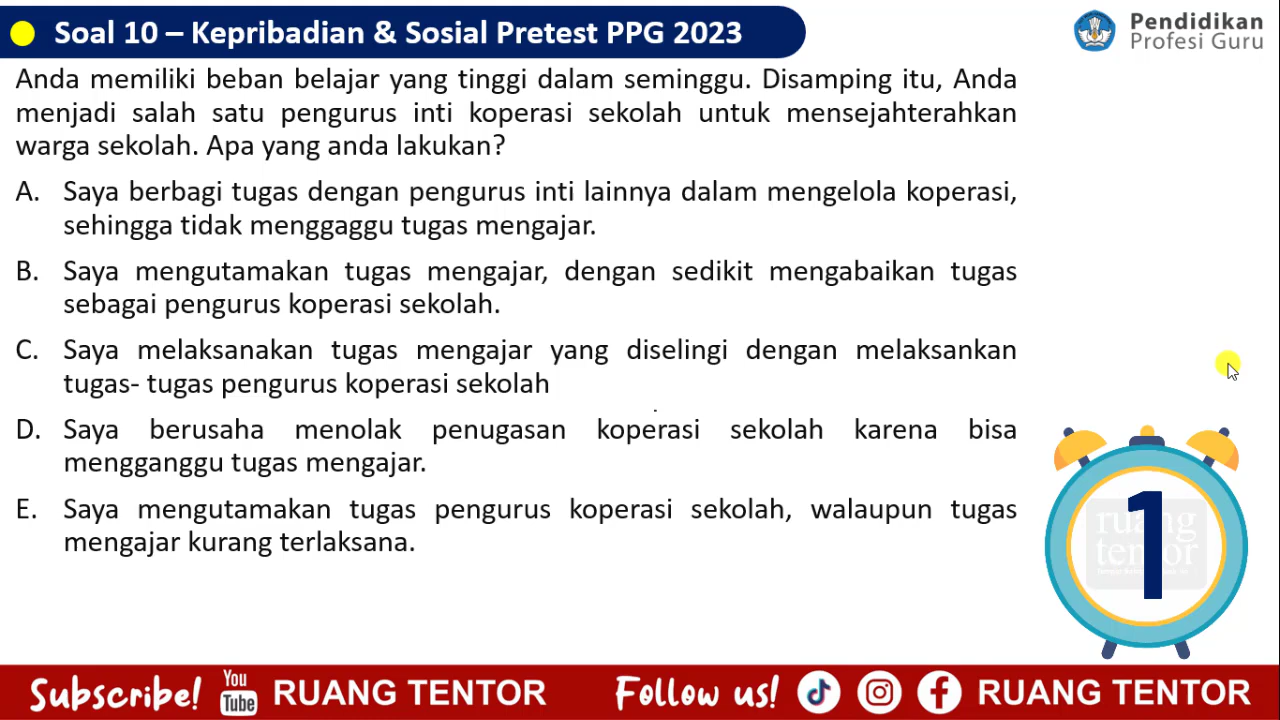 Soal 10 – Kepribadian & Sosial Pretest PPG 2023
Pendidikan
Profesi Guru
Anda memiliki beban belajar yang tinggi dalam seminggu. Disamping itu, Anda
menjadi salah satu pengurus inti koperasi sekolah untuk mensejahterahkan
warga sekolah. Apa yang anda lakukan?
A. Saya berbagi tugas dengan pengurus inti lainnya dalam mengelola koperasi,
sehingga tidak menggaggu tugas mengajar.
B. Saya mengutamakan tugas mengajar, dengan sedikit mengabaikan tugas
sebagai pengurus koperasi sekolah.
C. Saya melaksanakan tugas mengajar yang diselingi dengan melaksankan
tugas- tugas pengurus koperasi sekolah
D. Saya berusaha menolak penugasan koperasi sekolah karena bisa
mengganggu tugas mengajar.
E. Saya mengutamakan tugas pengurus koperasi sekolah, walaupun tugas
mengajar kurang terlaksana.
1
ruang
tentor
Subscribe! You Tube RUANG TENTOR Follow us! RUANG TENTOR